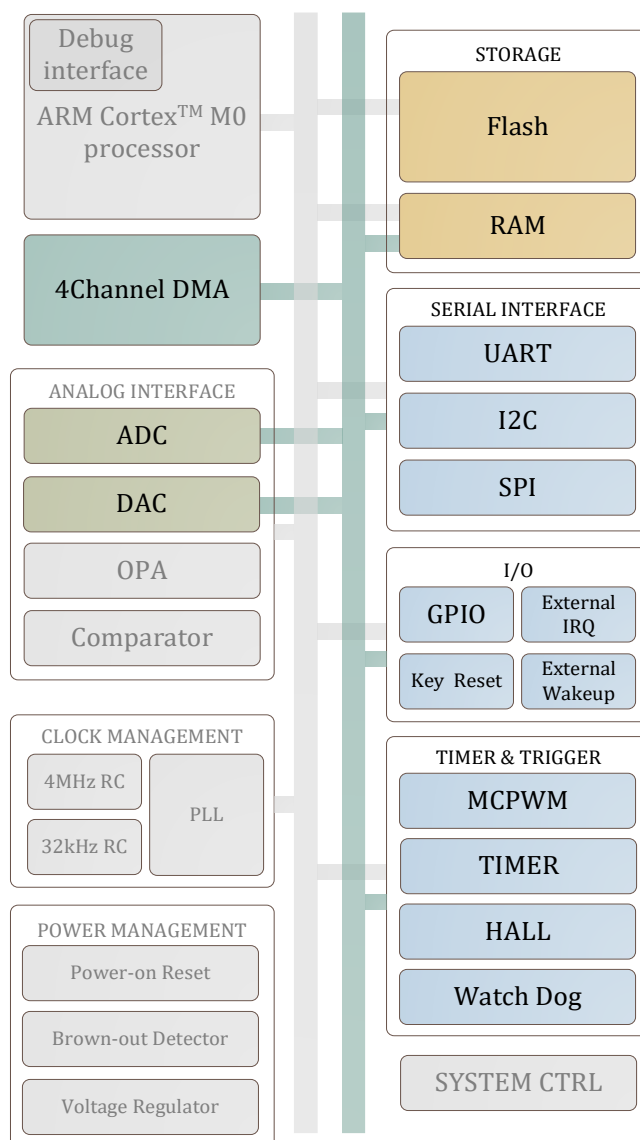 Debug
interface
ARM Cortex™ M0
processor
4Channel DMA
ANALOG INTERFACE
ADC
DAC
OPA
Comparator
CLOCK MANAGEMENT
4MHz RC
32kHz RC
PLL
POWER MANAGEMENT
Power-on Reset
Brown-out Detector
Voltage Regulator
STORAGE
Flash
RAM
SERIAL INTERFACE
UART
I2C
SPI
I/O
GPIO
External
IRQ
Key Reset
External
Wakeup
TIMER & TRIGGER
MCPWM
TIMER
HALL
Watch Dog
SYSTEM CTRL